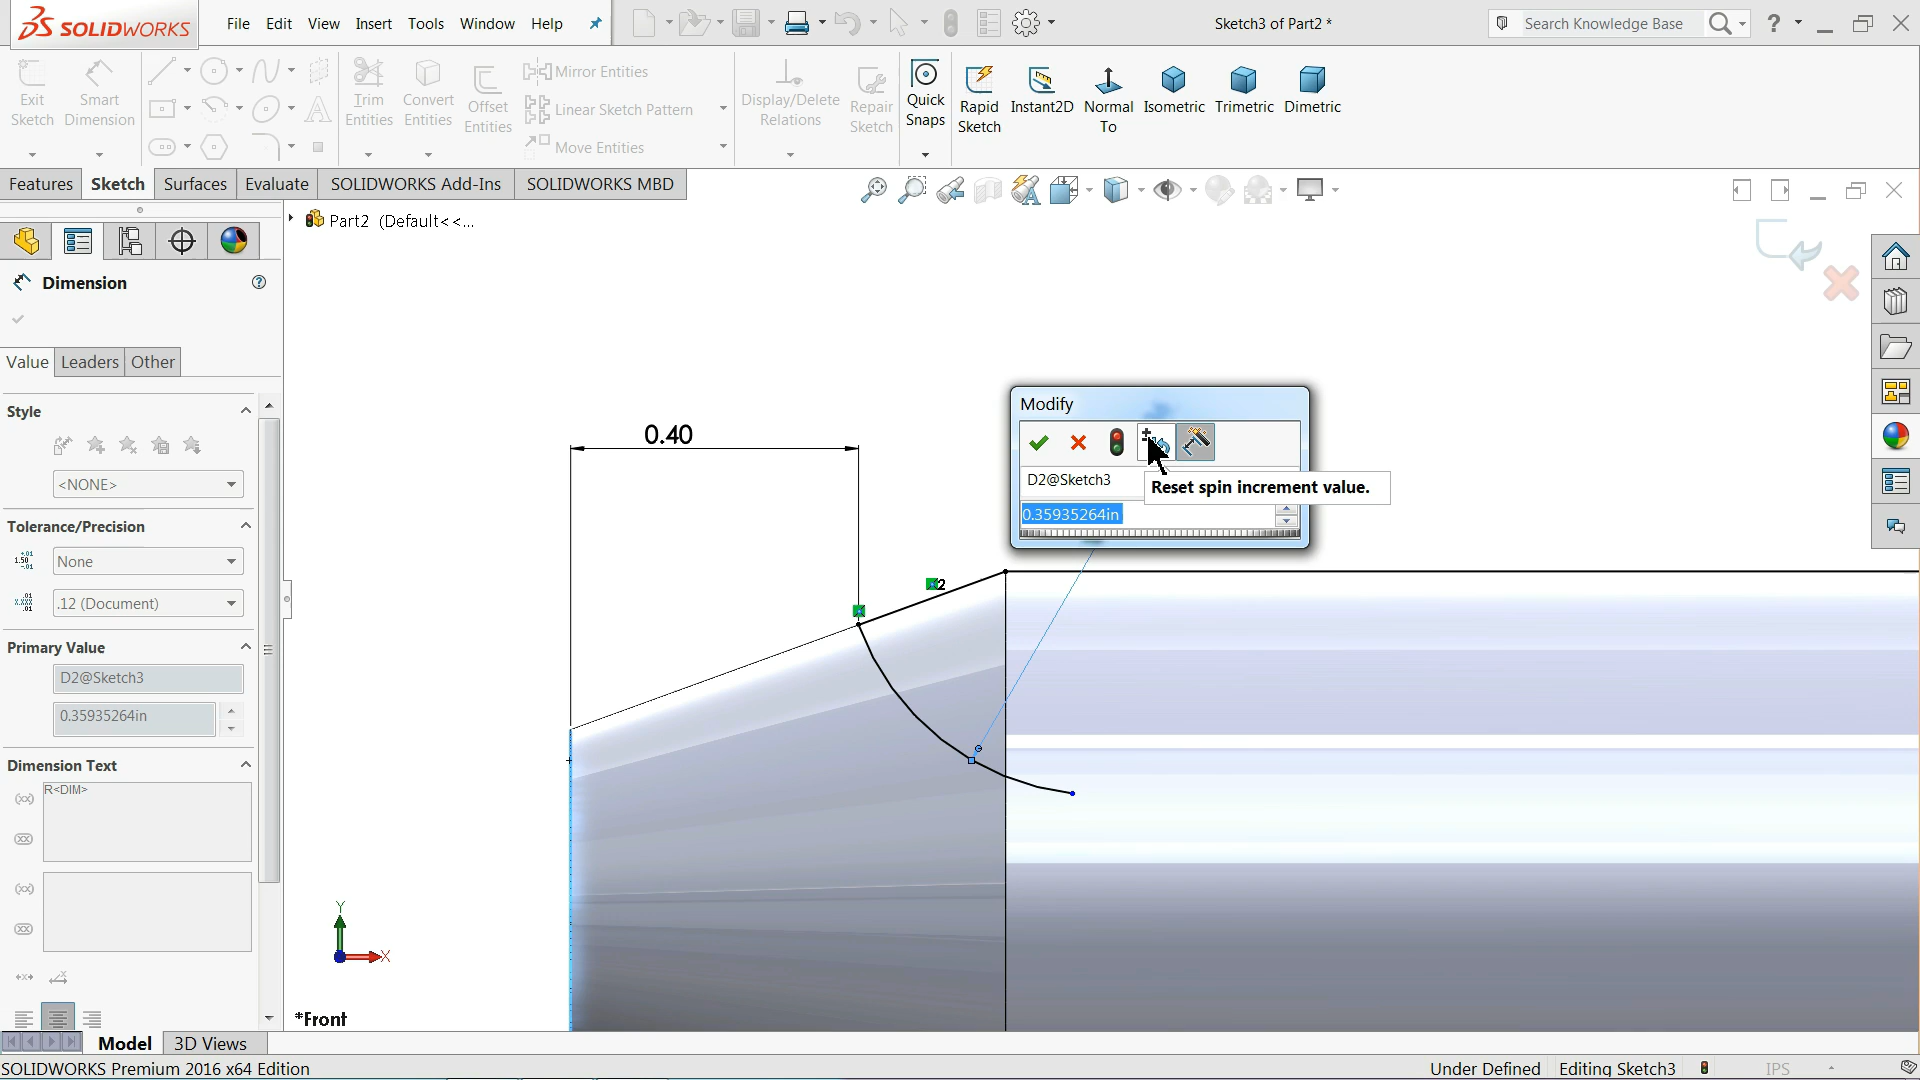 SOLIDWORKS
File Edit View Insert Tools Window Help
Sketch3 of Part2 *
Search Knowledge Base
?
Exit Sketch
Smart Dimension
Trim Entities
Convert Entities
Offset Entities
Mirror Entities
Linear Sketch Pattern
Move Entities
Display/Delete Relations
Repair Sketch
Quick Snaps
Rapid Sketch
Instant2D
Normal To
Isometric
Trimetric
Dimetric
Features Sketch Surfaces Evaluate SOLIDWORKS Add-Ins SOLIDWORKS MBD
Part2 (Default<<...
Dimension
Value Leaders Other
Style
<NONE>
Tolerance/Precision
None
.12 (Document)
Primary Value
D2@Sketch3
0.35935264in
Dimension Text
R<DIM>
0.40
2
Modify
D2@Sketch3
Reset spin increment value.
0.35935264in
Y
X
*Front
Model 3D Views
SOLIDWORKS Premium 2016 x64 Edition
Under Defined Editing Sketch3 IPS